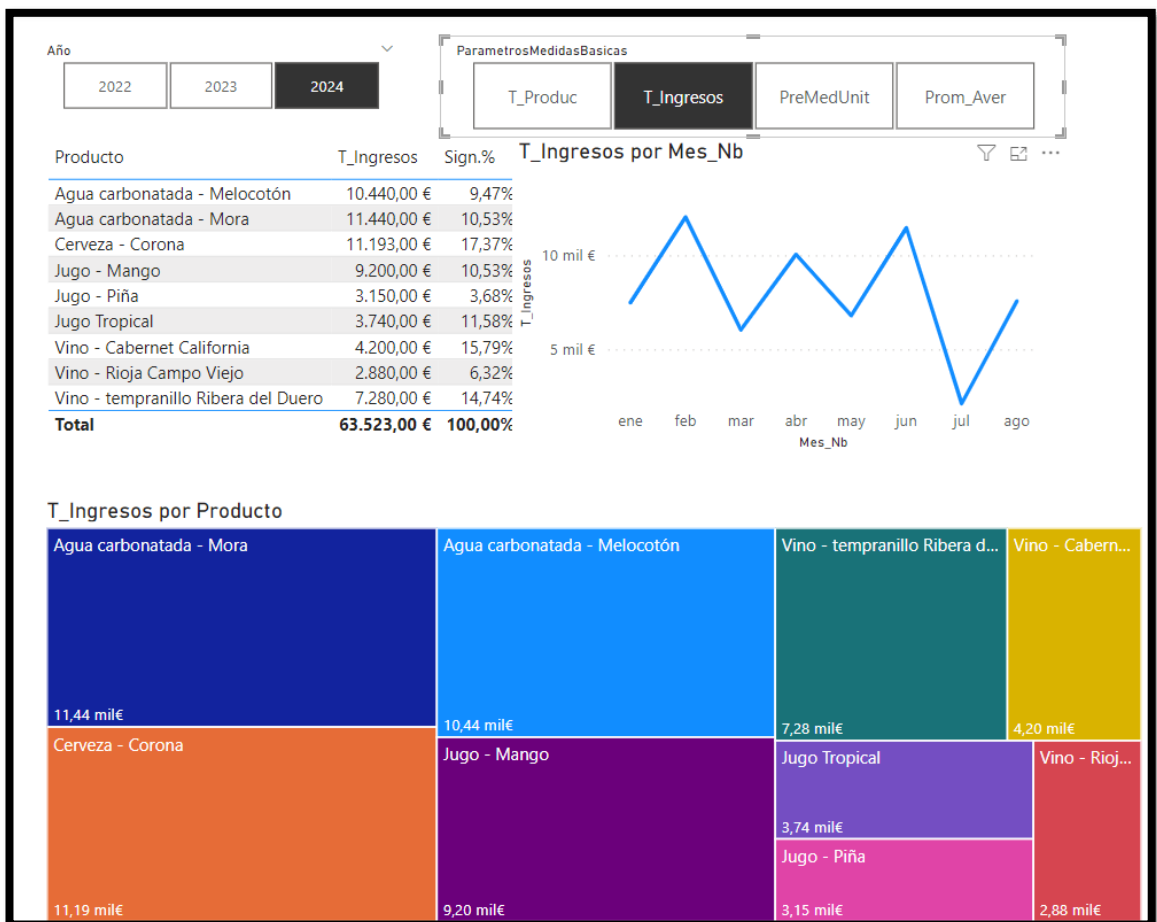 Año
2022 2023 2024
ParametrosMedidasBasicas
T_Produc T_Ingresos PreMedUnit Prom_Aver
Producto T_Ingresos Sign.%
Agua carbonatada - Melocotón 10.440,00 € 9,47%
Agua carbonatada - Mora 11.440,00 € 10,53%
Cerveza - Corona 11.193,00 € 17,37%
Jugo - Mango 9.200,00 € 10,53%
Jugo - Piña 3.150,00 € 3,68%
Jugo Tropical 3.740,00 € 11,58%
Vino - Cabernet California 4.200,00 € 15,79%
Vino - Rioja Campo Viejo 2.880,00 € 6,32%
Vino - tempranillo Ribera del Duero 7.280,00 € 14,74%
Total 63.523,00 € 100,00%
T_Ingresos por Mes_Nb
T_Ingresos
10 mil €
5 mil €
ene feb mar abr may jun jul ago
Mes_Nb
T_Ingresos por Producto
Agua carbonatada - Mora
11,44 mil€
Cerveza - Corona
11,19 mil€
Agua carbonatada - Melocotón
10,44 mil€
Jugo - Mango
9,20 mil€
Vino - tempranillo Ribera d...
7,28 mil€
Vino - Cabern...
4,20 mil€
Jugo Tropical
3,74 mil€
Jugo - Piña
3,15 mil€
Vino - Rioj...
2,88 mil€